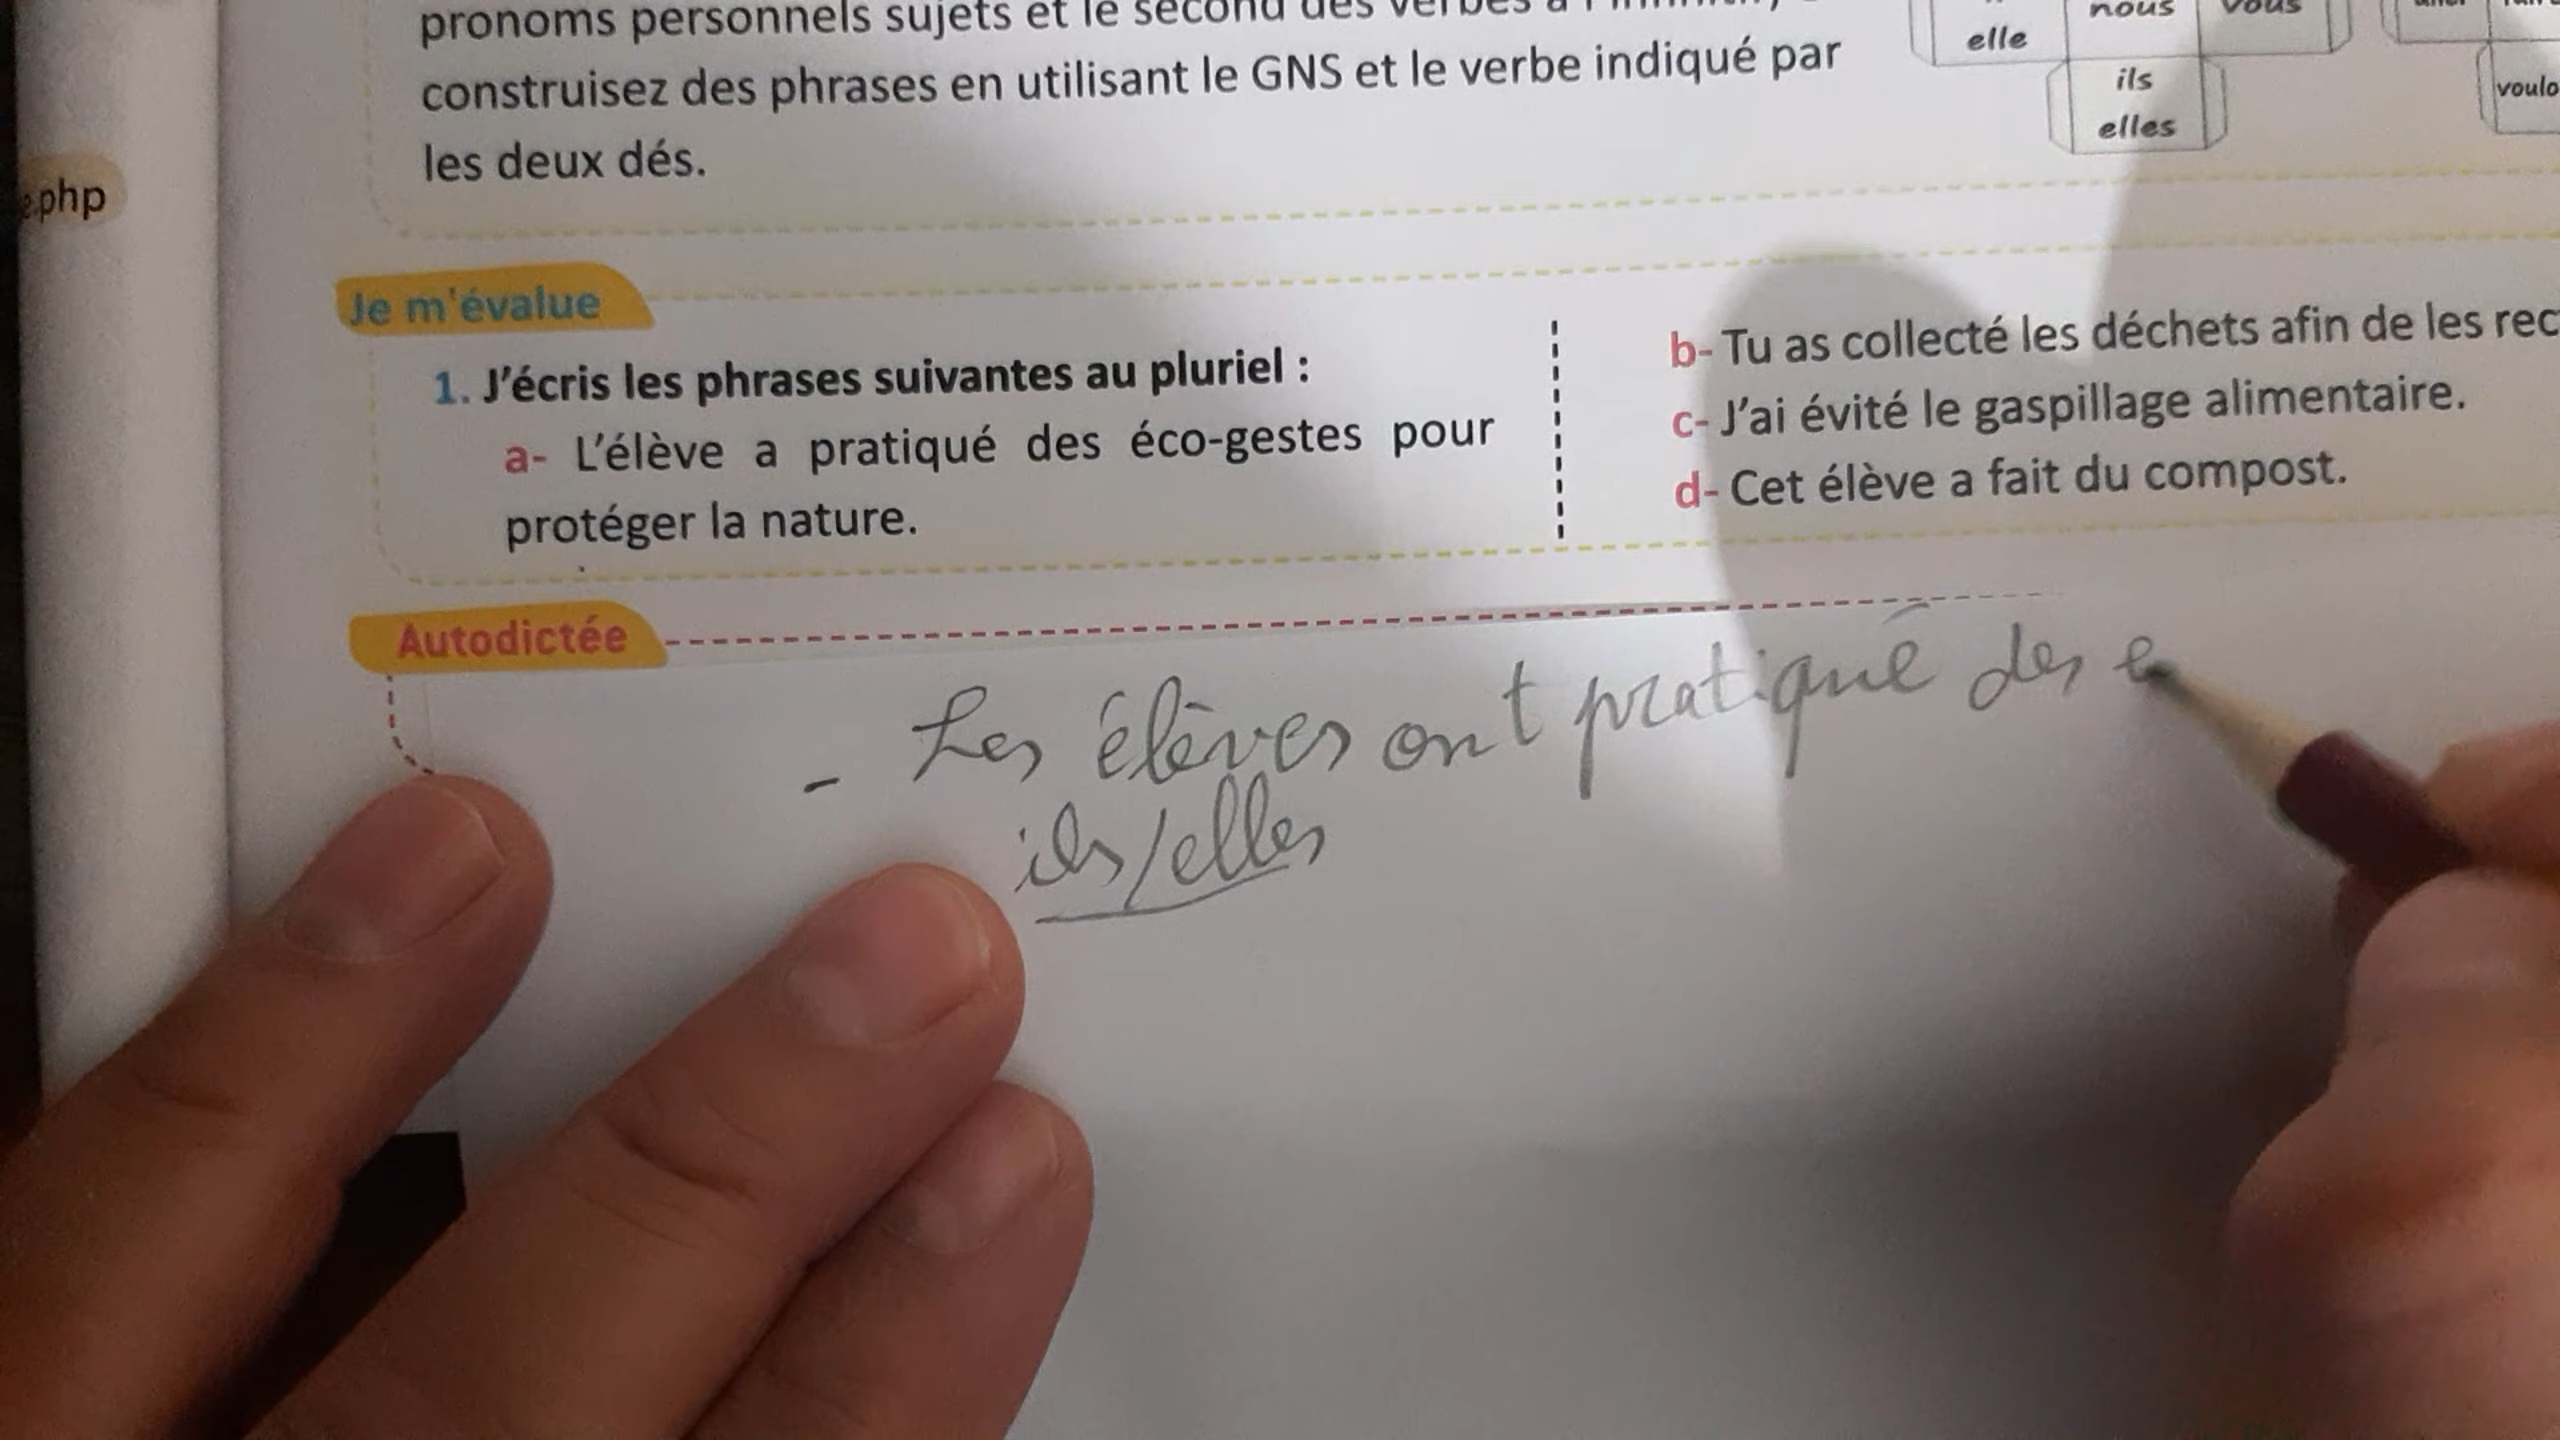 pronoms personnels sujets et le second des verbes à l'infinitif,
construisez des phrases en utilisant le GNS et le verbe indiqué par
les deux dés.
elle
nous
vous
ils
elles
e.php
Je m'évalue
1. J'écris les phrases suivantes au pluriel :
a- L'élève a pratiqué des éco-gestes pour
protéger la nature.
b- Tu as collecté les déchets afin de les rec
c- J'ai évité le gaspillage alimentaire.
d- Cet élève a fait du compost.
Autodictée
- Les élèves ont pratiqué des e
ils/elles